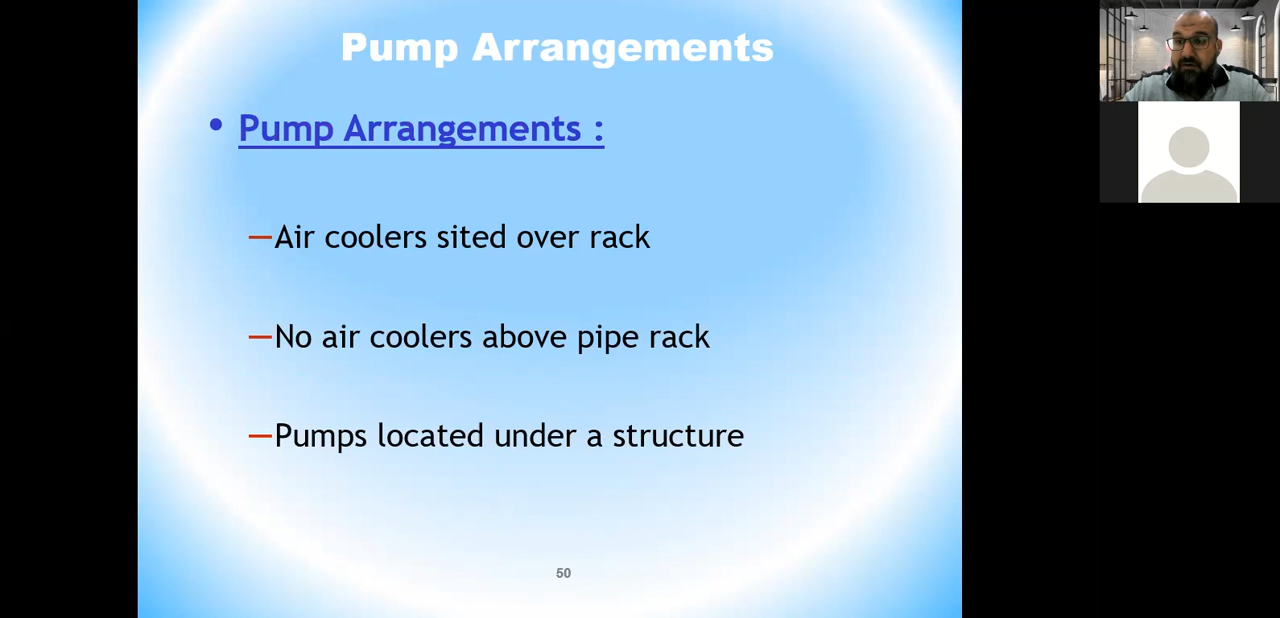 Pump Arrangements
• Pump Arrangements :
—Air coolers sited over rack
—No air coolers above pipe rack
—Pumps located under a structure
50